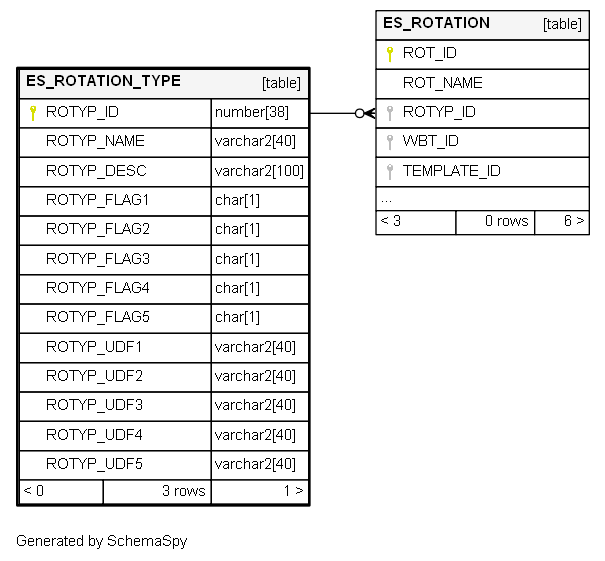 ES_ROTATION [table]
ROT_ID
ROT_NAME
ROTYP_ID
WBT_ID
TEMPLATE_ID
...
< 3 0 rows 6 >
ES_ROTATION_TYPE [table]
ROTYP_ID number[38]
ROTYP_NAME varchar2[40]
ROTYP_DESC varchar2[100]
ROTYP_FLAG1 char[1]
ROTYP_FLAG2 char[1]
ROTYP_FLAG3 char[1]
ROTYP_FLAG4 char[1]
ROTYP_FLAG5 char[1]
ROTYP_UDF1 varchar2[40]
ROTYP_UDF2 varchar2[40]
ROTYP_UDF3 varchar2[40]
ROTYP_UDF4 varchar2[40]
ROTYP_UDF5 varchar2[40]
< 0 3 rows 1 >
Generated by SchemaSpy